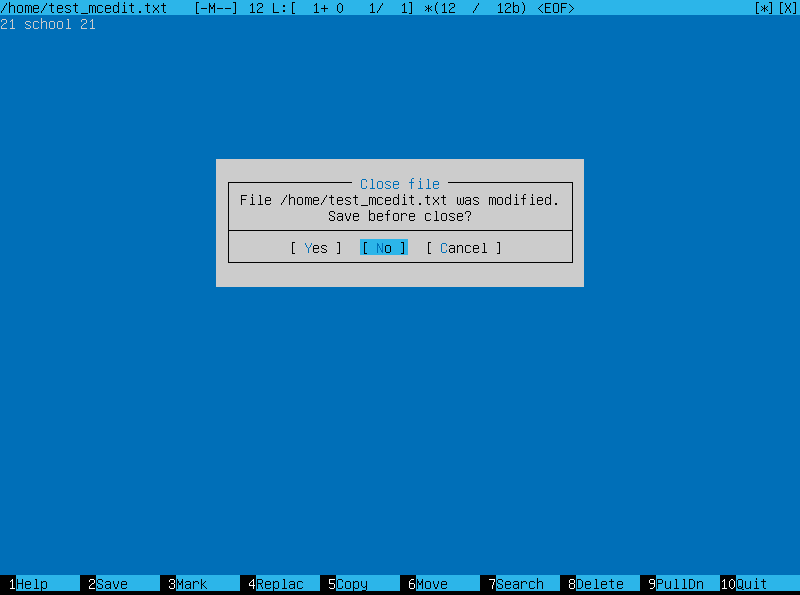 /home/test_mcedit.txt [-M--] 12 L:[ 1+ 0 1/ 1] *(12 / 12b) <EOF> [*][X]
21 school 21
Close file
File /home/test_mcedit.txt was modified.
Save before close?
[ Yes ] [ No ] [ Cancel ]
1Help 2Save 3Mark 4Replac 5Copy 6Move 7Search 8Delete 9PullDn 10Quit